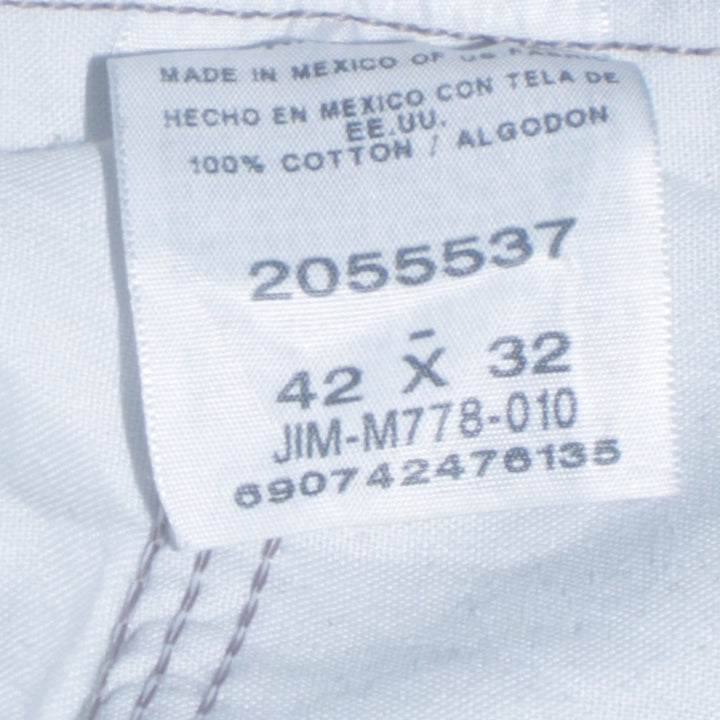 MADE IN MEXICO OF US FABRIC
HECHO EN MEXICO CON TELA DE
EE.UU.
100% COTTON / ALGODON
2055537
42 x̄ 32
JIM-M778-010
690742476135